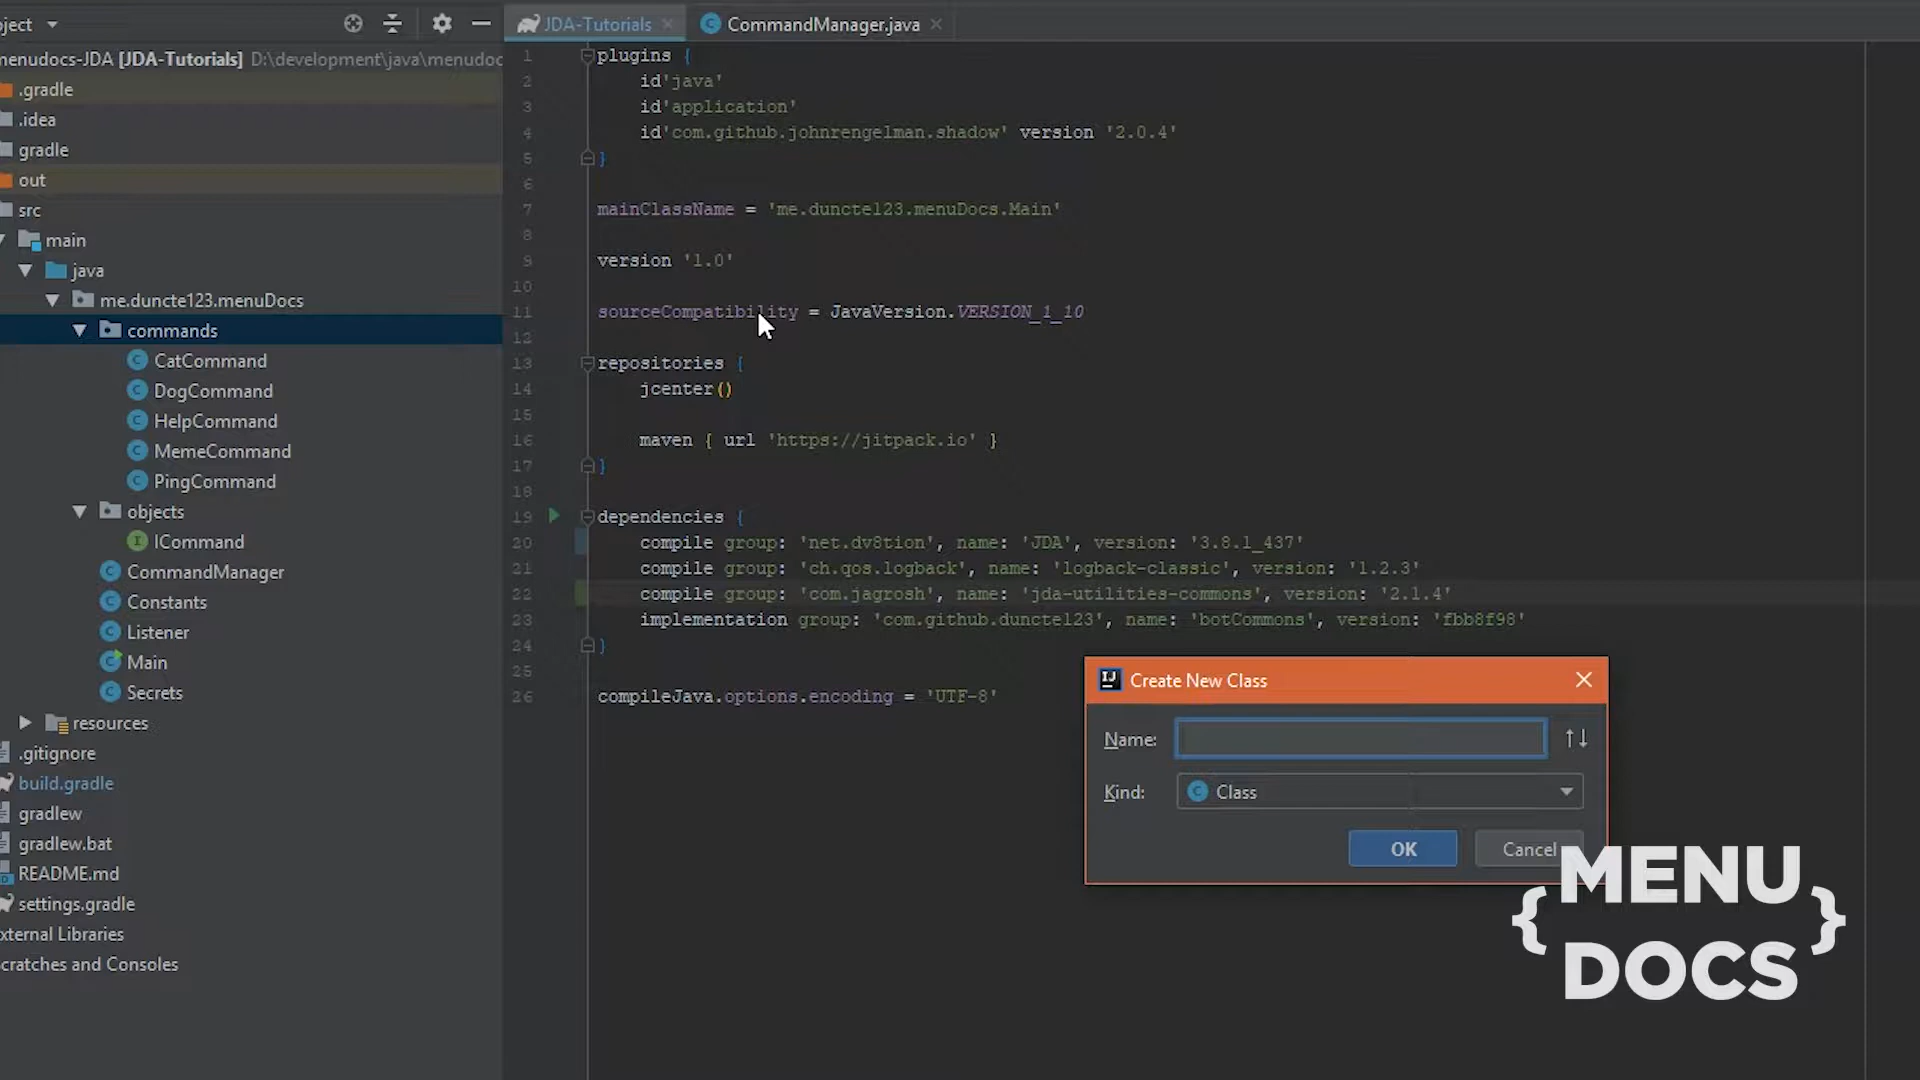 oject
JDA-Tutorials
CommandManager.java
menudocs-JDA [JDA-Tutorials] D:\development\java\menudoc
.gradle
.idea
gradle
out
src
main
java
me.duncte123.menuDocs
commands
CatCommand
DogCommand
HelpCommand
MemeCommand
PingCommand
objects
ICommand
CommandManager
Constants
Listener
Main
Secrets
resources
.gitignore
build.gradle
gradlew
gradlew.bat
README.md
settings.gradle
xternal Libraries
cratches and Consoles
1 plugins {
2 id'java'
3 id'application'
4 id'com.github.johnrengelman.shadow' version '2.0.4'
5 }
6
7 mainClassName = 'me.duncte123.menuDocs.Main'
8
9 version '1.0'
10
11 sourceCompatibility = JavaVersion.VERSION_1_10
12
13 repositories {
14 jcenter()
15
16 maven { url 'https://jitpack.io' }
17 }
18
19 dependencies {
20 compile group: 'net.dv8tion', name: 'JDA', version: '3.8.1_437'
21 compile group: 'ch.qos.logback', name: 'logback-classic', version: '1.2.3'
22 compile group: 'com.jagrosh', name: 'jda-utilities-commons', version: '2.1.4'
23 implementation group: 'com.github.duncte123', name: 'botCommons', version: 'fbb8f98'
24 }
25
26 compileJava.options.encoding = 'UTF-8'
IJ Create New Class
Name:
Kind: Class
OK Cancel
{MENU
DOCS}